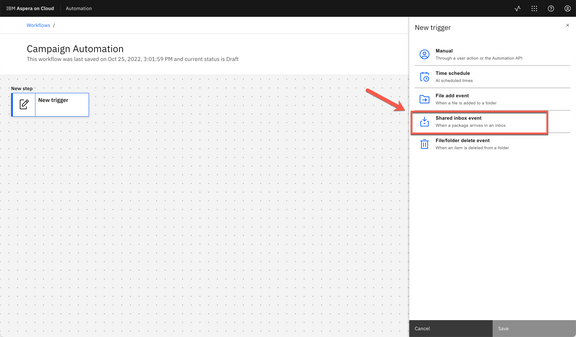 IBM Aspera on Cloud
Automation
Workflows /
Campaign Automation
This workflow was last saved on Oct 25, 2022, 3:01:59 PM and current status is Draft
New step
New trigger
New trigger
Manual
Through a user action or the Automation API
Time schedule
At scheduled times
File add event
When a file is added to a folder
Shared inbox event
When a package arrives in an inbox
File/folder delete event
When an item is deleted from a folder
Cancel
Save